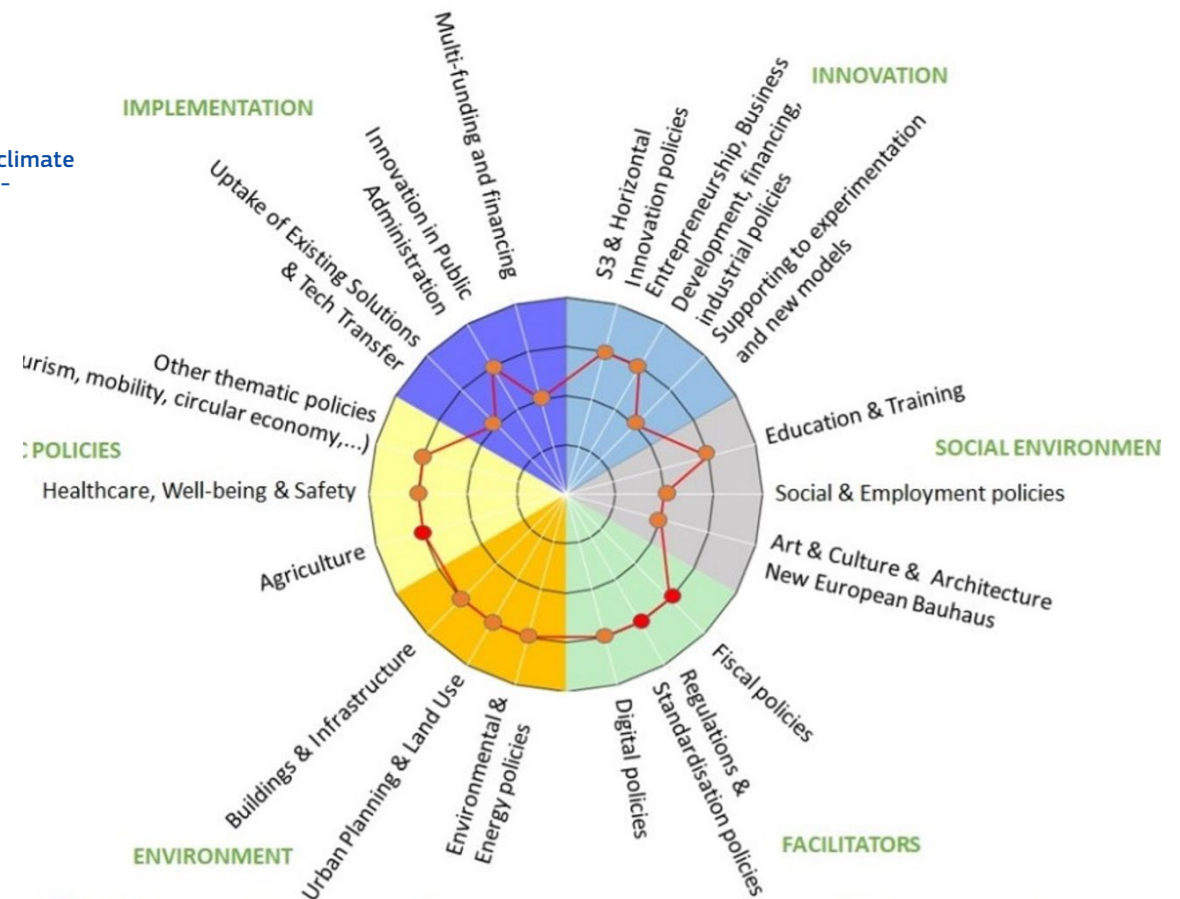 climate
-
IMPLEMENTATION
INNOVATION
Multi-funding and financing
Innovation in Public
Administration
Uptake of Existing Solutions
& Tech Transfer
S3 & Horizontal
Innovation policies
Entrepreneurship, Business
Development, financing,
industrial policies
Supporting to experimentation
and new models
Other thematic policies
mobility, circular economy,...)
POLICIES
Healthcare, Well-being & Safety
Agriculture
Education & Training
SOCIAL
Social & Employment policies
Art & Culture & Architecture
New European Bauhaus
Buildings & Infrastructure
Urban Planning & Land Use
Environmental &
Energy policies
Digital policies
Regulations &
Standardisation policies
Fiscal policies
ENVIRONMENT
FACILITATORS